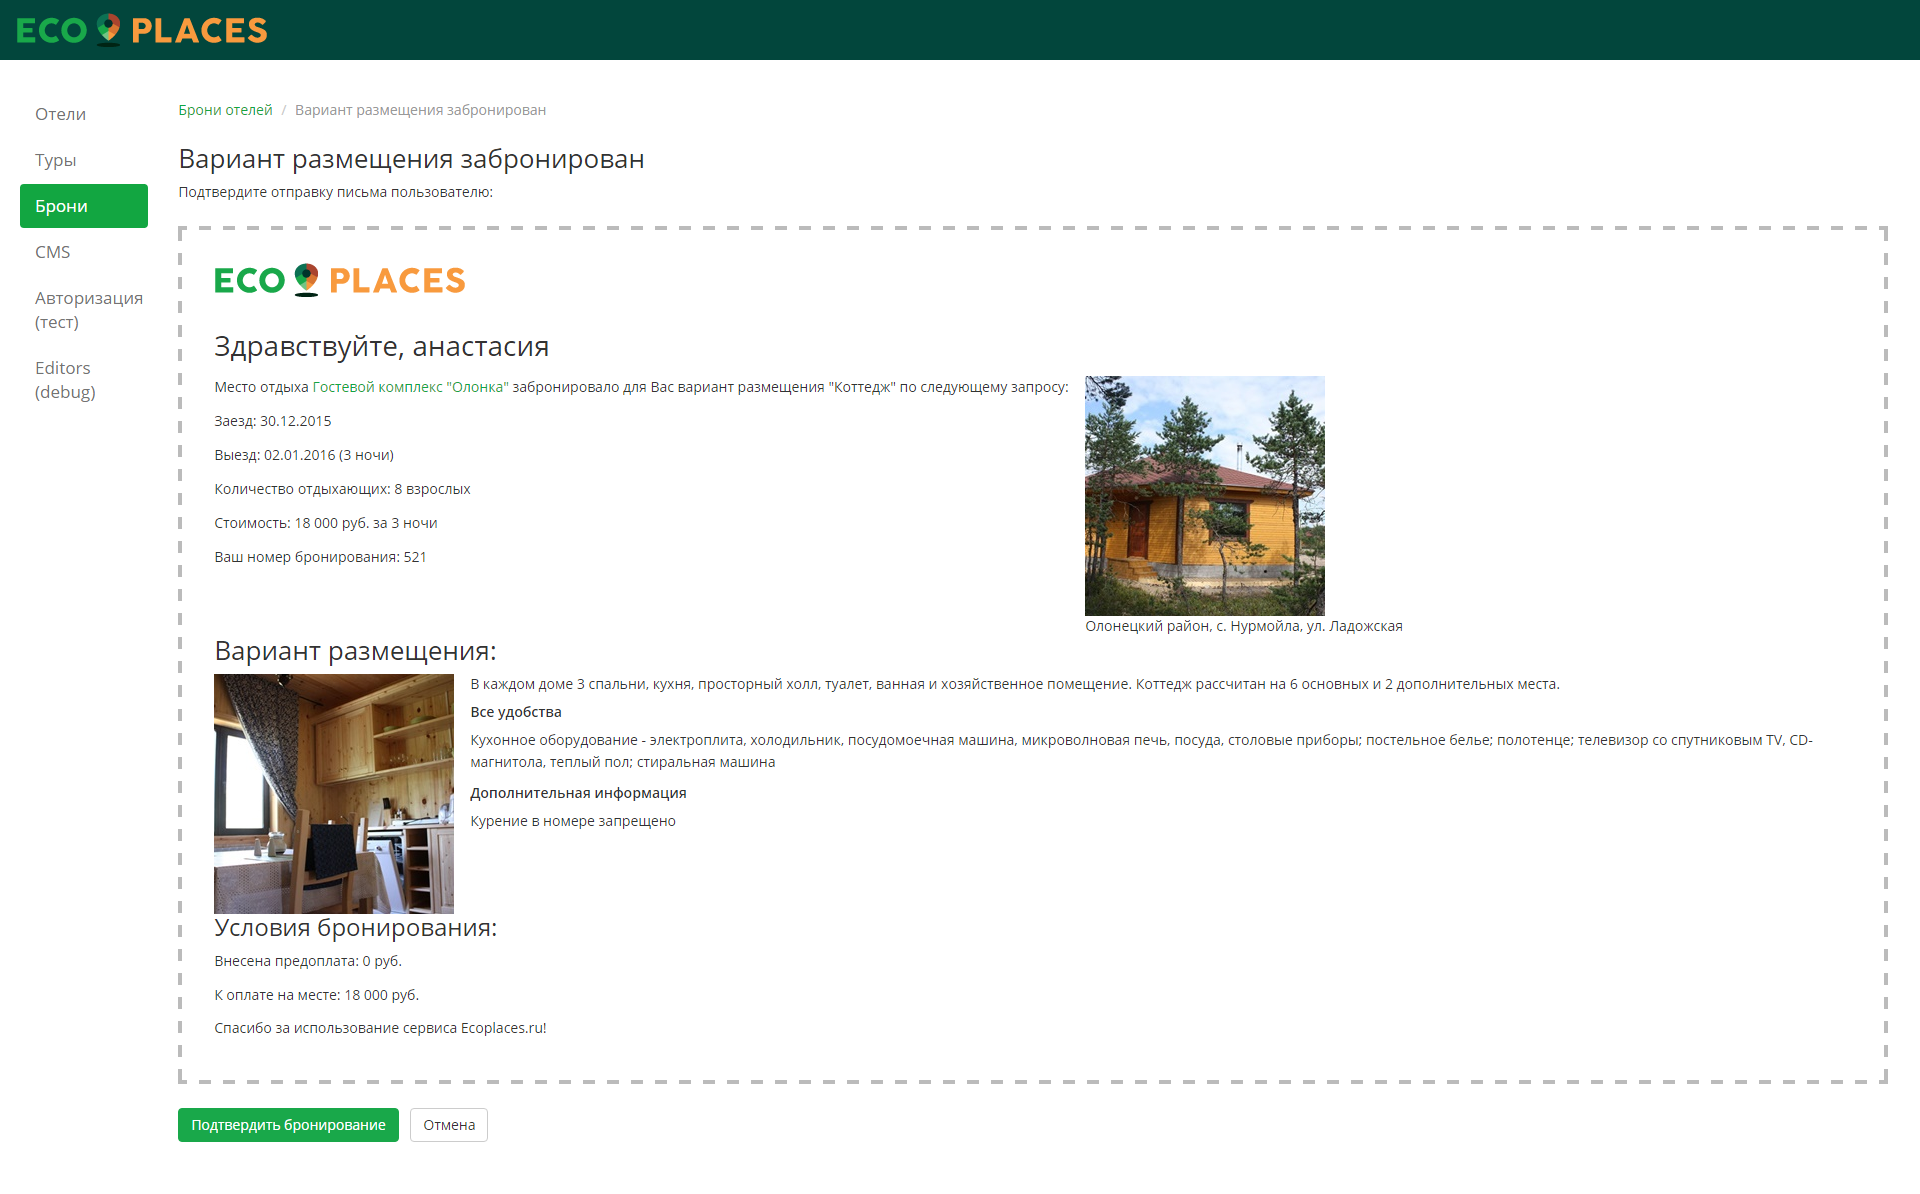 ECO PLACES
Отели
Туры
Брони
CMS
Авторизация
(тест)
Editors
(debug)
Брони отелей / Вариант размещения забронирован
Вариант размещения забронирован
Подтвердите отправку письма пользователю:
ECO PLACES
Здравствуйте, анастасия
Место отдыха Гостевой комплекс "Олонка" забронировало для Вас вариант размещения "Коттедж" по следующему запросу:
Заезд: 30.12.2015
Выезд: 02.01.2016 (3 ночи)
Количество отдыхающих: 8 взрослых
Стоимость: 18 000 руб. за 3 ночи
Ваш номер бронирования: 521
Олонецкий район, с. Нурмойла, ул. Ладожская
Вариант размещения:
В каждом доме 3 спальни, кухня, просторный холл, туалет, ванная и хозяйственное помещение. Коттедж рассчитан на 6 основных и 2 дополнительных места.
Все удобства
Кухонное оборудование - электроплита, холодильник, посудомоечная машина, микроволновая печь, посуда, столовые приборы; постельное белье; полотенце; телевизор со спутниковым TV, CD-
магнитола, теплый пол; стиральная машина
Дополнительная информация
Курение в номере запрещено
Условия бронирования:
Внесена предоплата: 0 руб.
К оплате на месте: 18 000 руб.
Спасибо за использование сервиса Ecoplaces.ru!
Подтвердить бронирование
Отмена